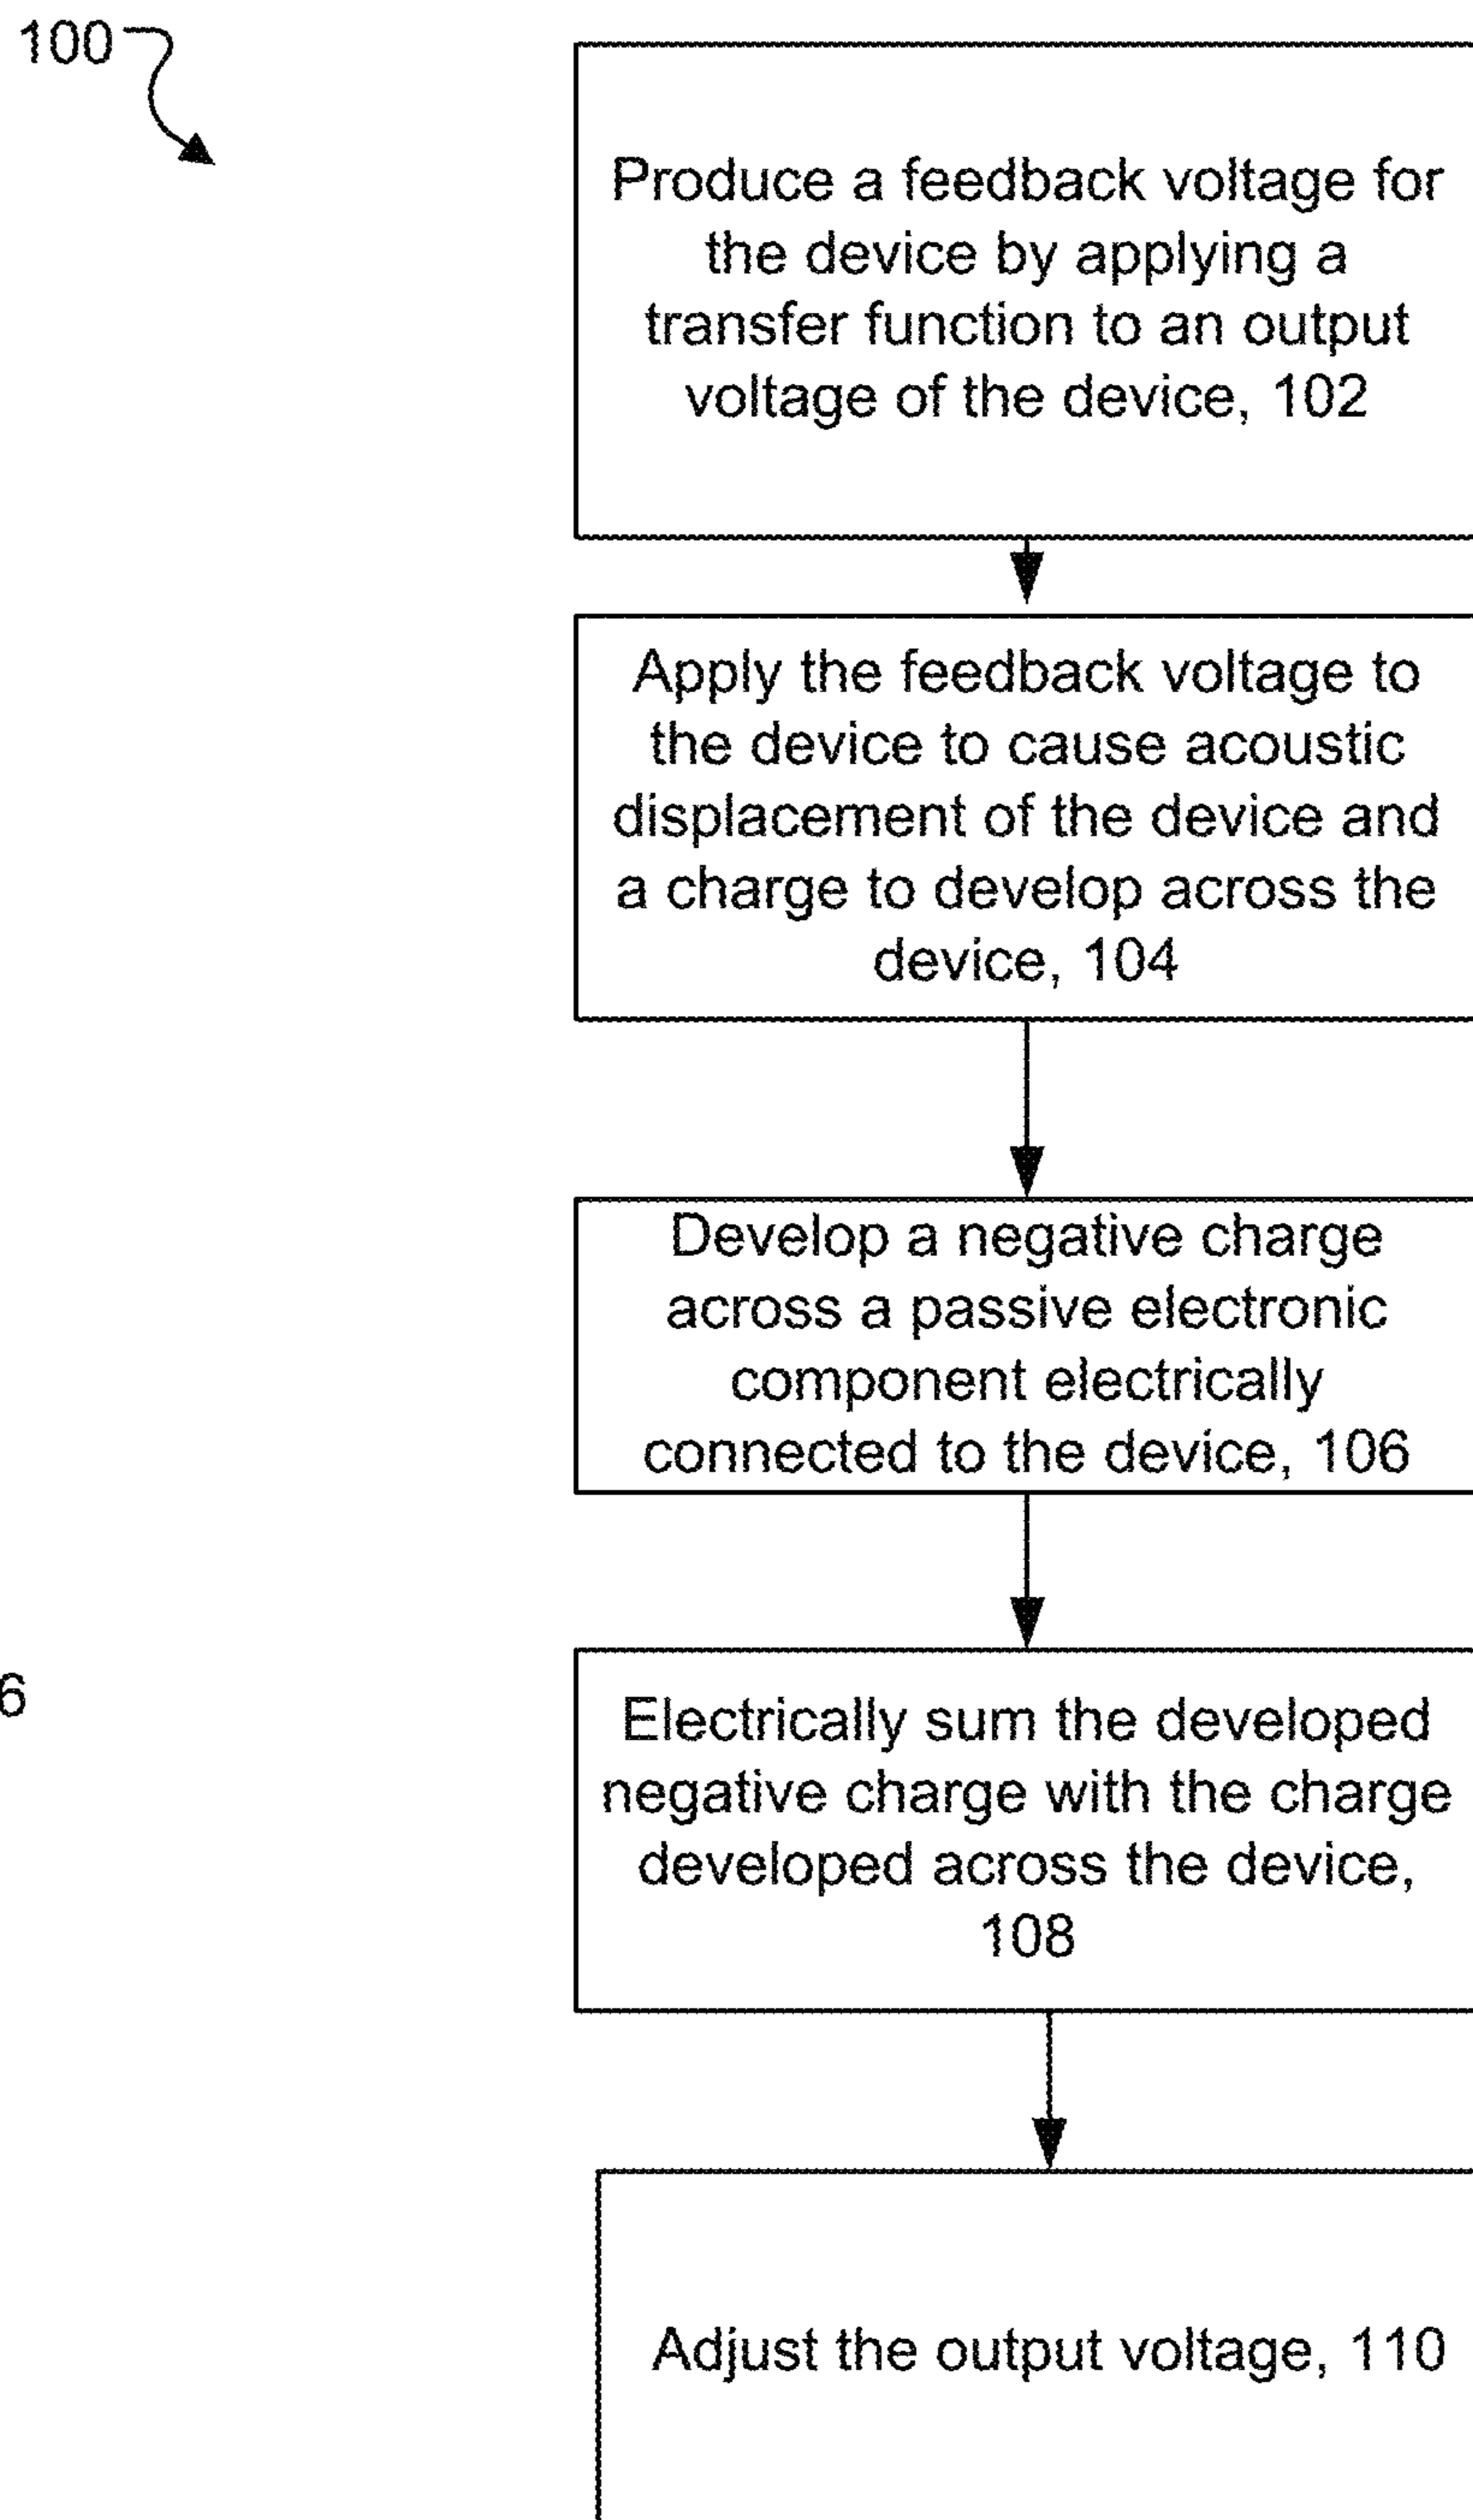 100
Produce a feedback voltage for
the device by applying a
transfer function to an output
voltage of the device, 102
Apply the feedback voltage to
the device to cause acoustic
displacement of the device and
a charge to develop across the
device, 104
Develop a negative charge
across a passive electronic
component electrically
connected to the device, 106
6
Electrically sum the developed
negative charge with the charge
developed across the device,
108
Adjust the output voltage, 110